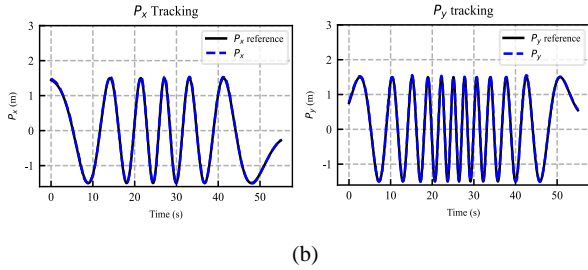 P_x Tracking
3
2
1
0
-1
P_x (m)
P_x reference
P_x
0 10 20 30 40 50
Time (s)
P_y tracking
3
2
1
0
-1
P_y (m)
P_y reference
P_y
0 10 20 30 40 50
Time (s)
(b)